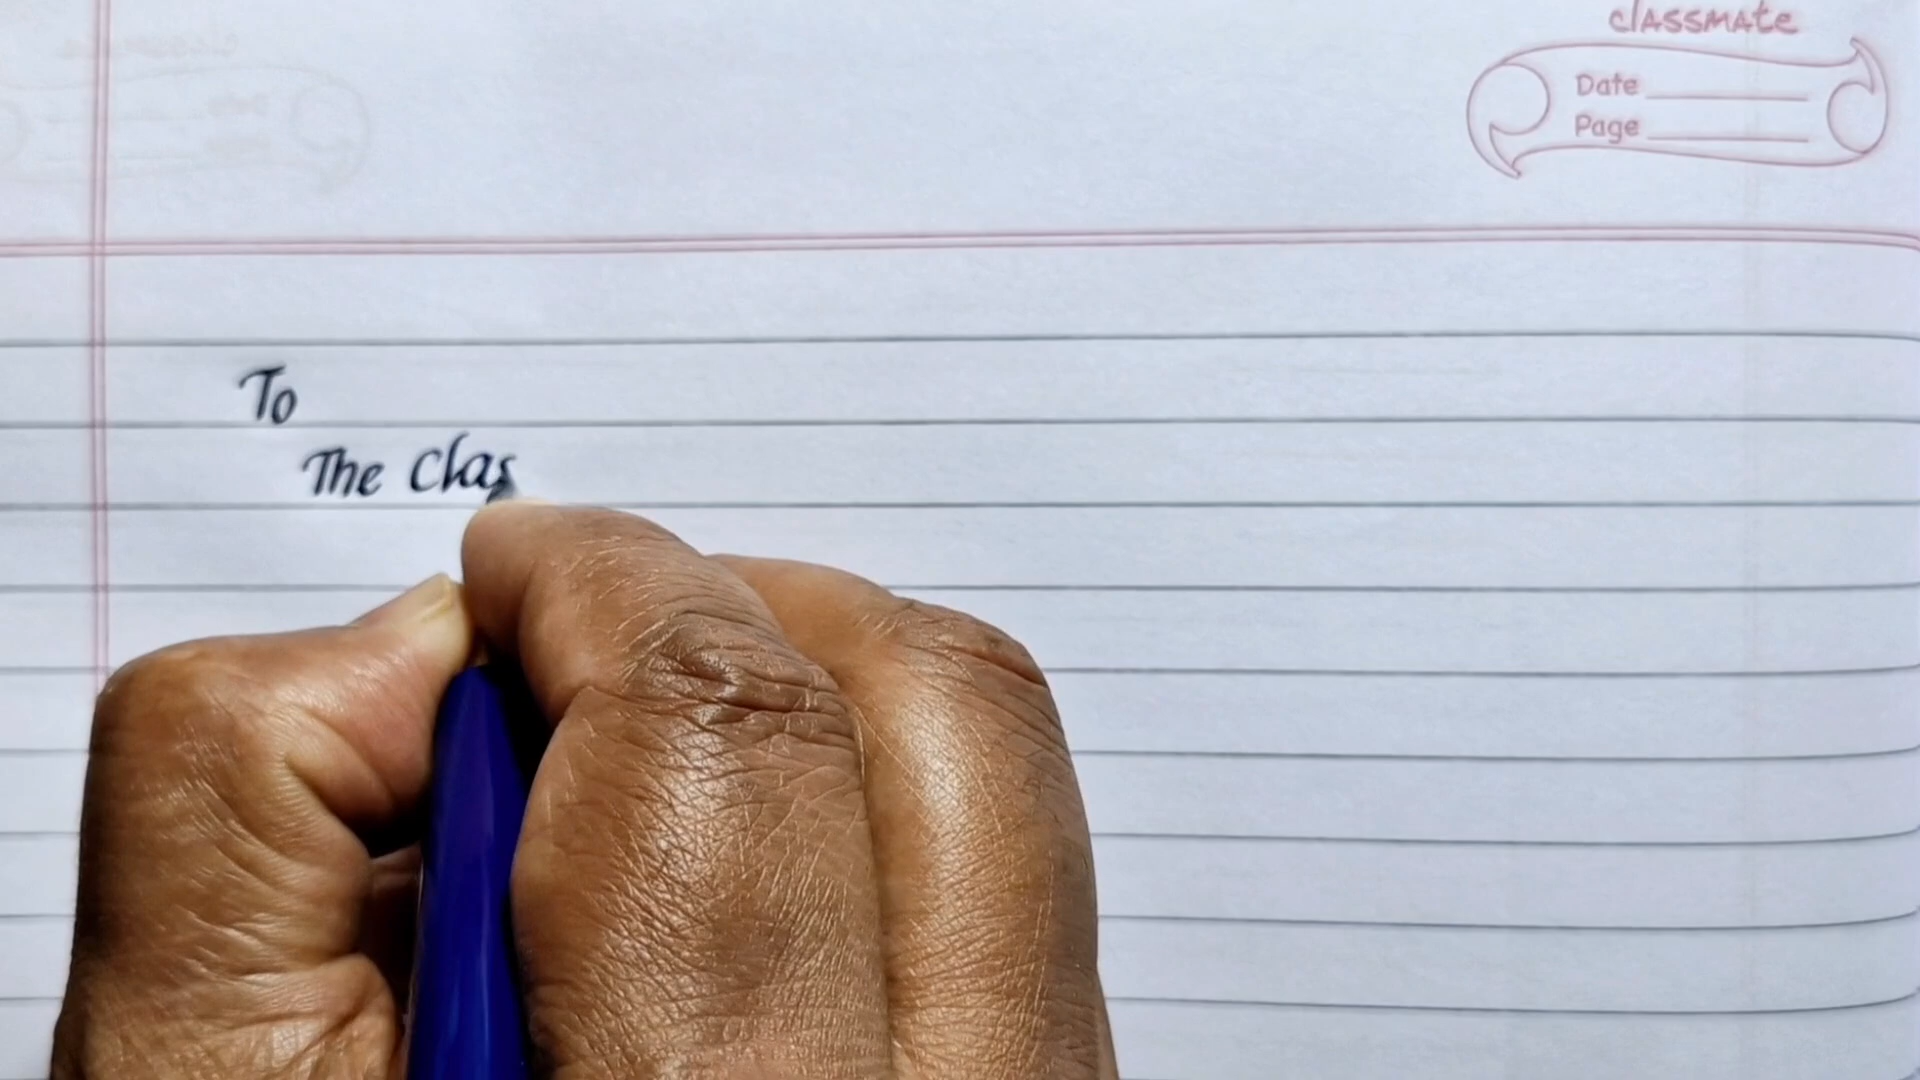 classmate
Date
Page
To
The Clas